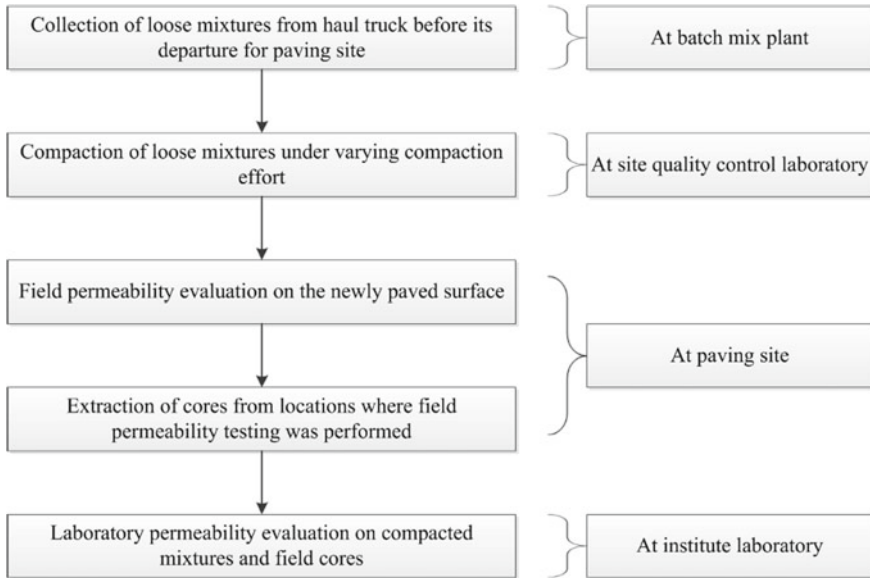 Collection of loose mixtures from haul truck before its
departure for paving site
At batch mix plant
Compaction of loose mixtures under varying compaction
effort
At site quality control laboratory
Field permeability evaluation on the newly paved surface
At paving site
Extraction of cores from locations where field
permeability testing was performed
Laboratory permeability evaluation on compacted
mixtures and field cores
At institute laboratory